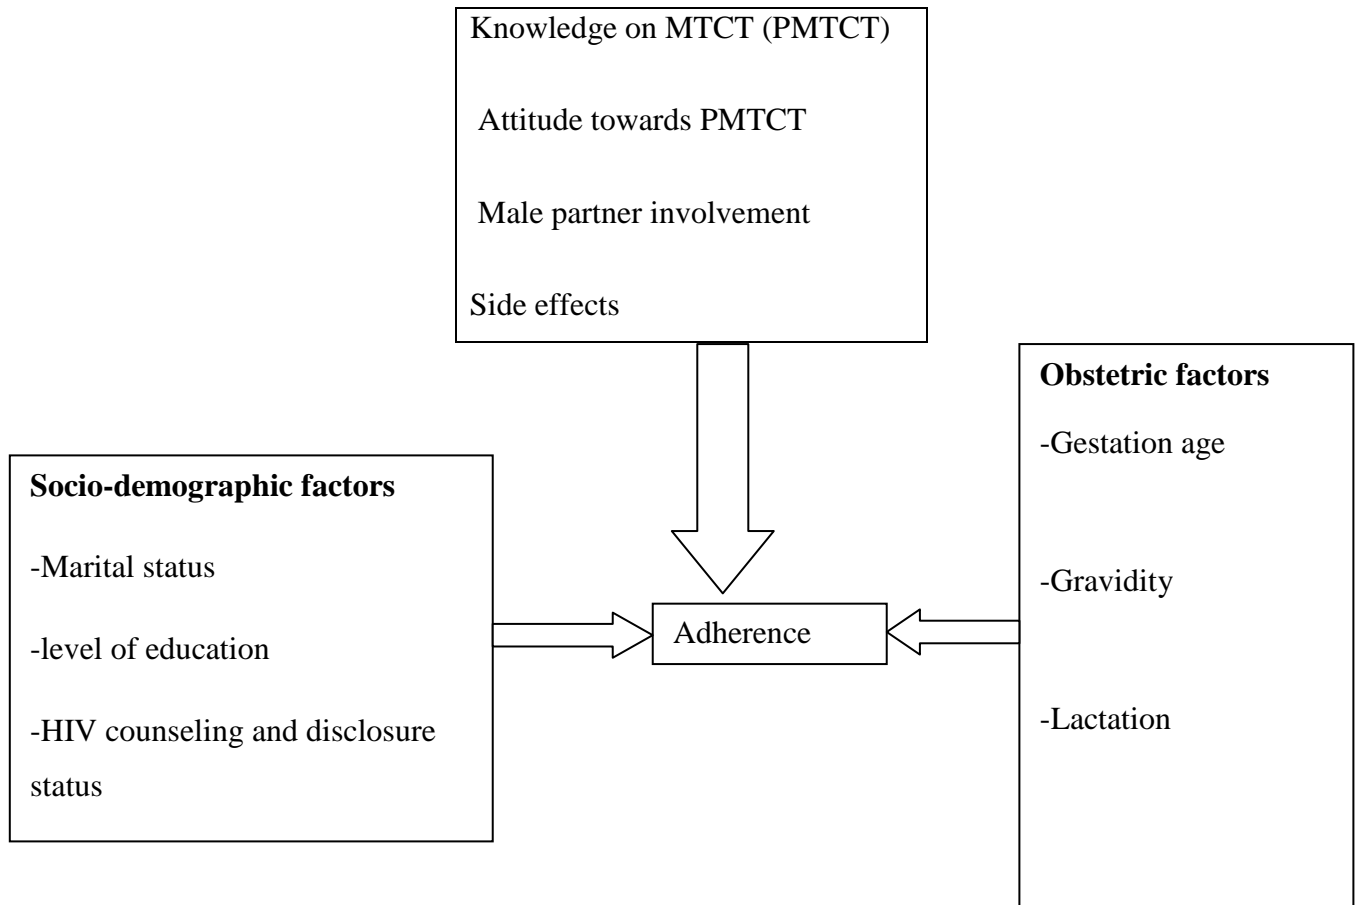 Knowledge on MTCT (PMTCT)
Attitude towards PMTCT
Male partner involvement
Side effects
Socio-demographic factors
-Marital status
-level of education
-HIV counseling and disclosure
status
Adherence
Obstetric factors
-Gestation age
-Gravidity
-Lactation